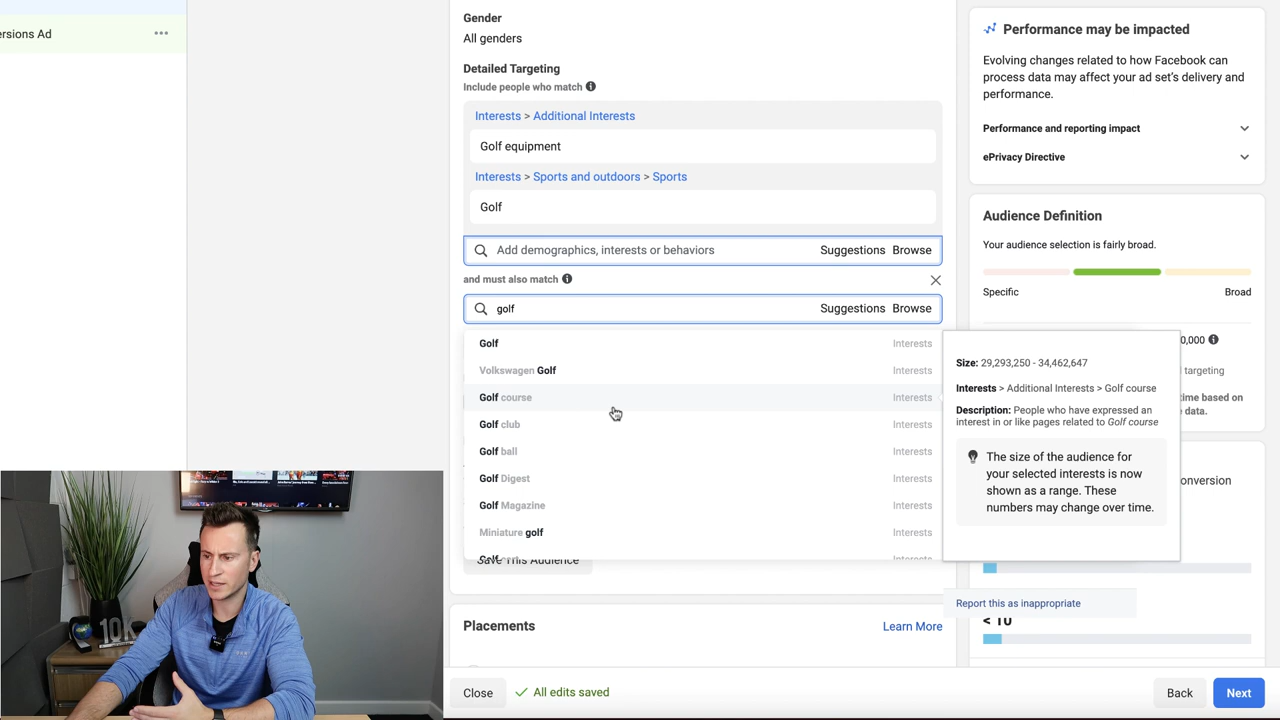 ersions Ad
Gender
All genders
Detailed Targeting
Include people who match
Interests > Additional Interests
Golf equipment
Interests > Sports and outdoors > Sports
Golf
Add demographics, interests or behaviors Suggestions Browse
and must also match
golf Suggestions Browse
Golf Interests
Volkswagen Golf Interests
Golf course Interests
Golf club Interests
Golf ball Interests
Golf Digest Interests
Golf Magazine Interests
Miniature golf Interests
Golf Interests
Save This Audience
Placements
Learn More
Close
All edits saved
Back
Next
Performance may be impacted
Evolving changes related to how Facebook can
process data may affect your ad set's delivery and
performance.
Performance and reporting impact
ePrivacy Directive
Audience Definition
Your audience selection is fairly broad.
Specific Broad
0,000
targeting
time based on
data.
onversion
Size: 29,293,250 - 34,462,647
Interests > Additional Interests > Golf course
Description: People who have expressed an
interest in or like pages related to Golf course
The size of the audience for
your selected interests is now
shown as a range. These
numbers may change over time.
Report this as inappropriate
< 10
10K